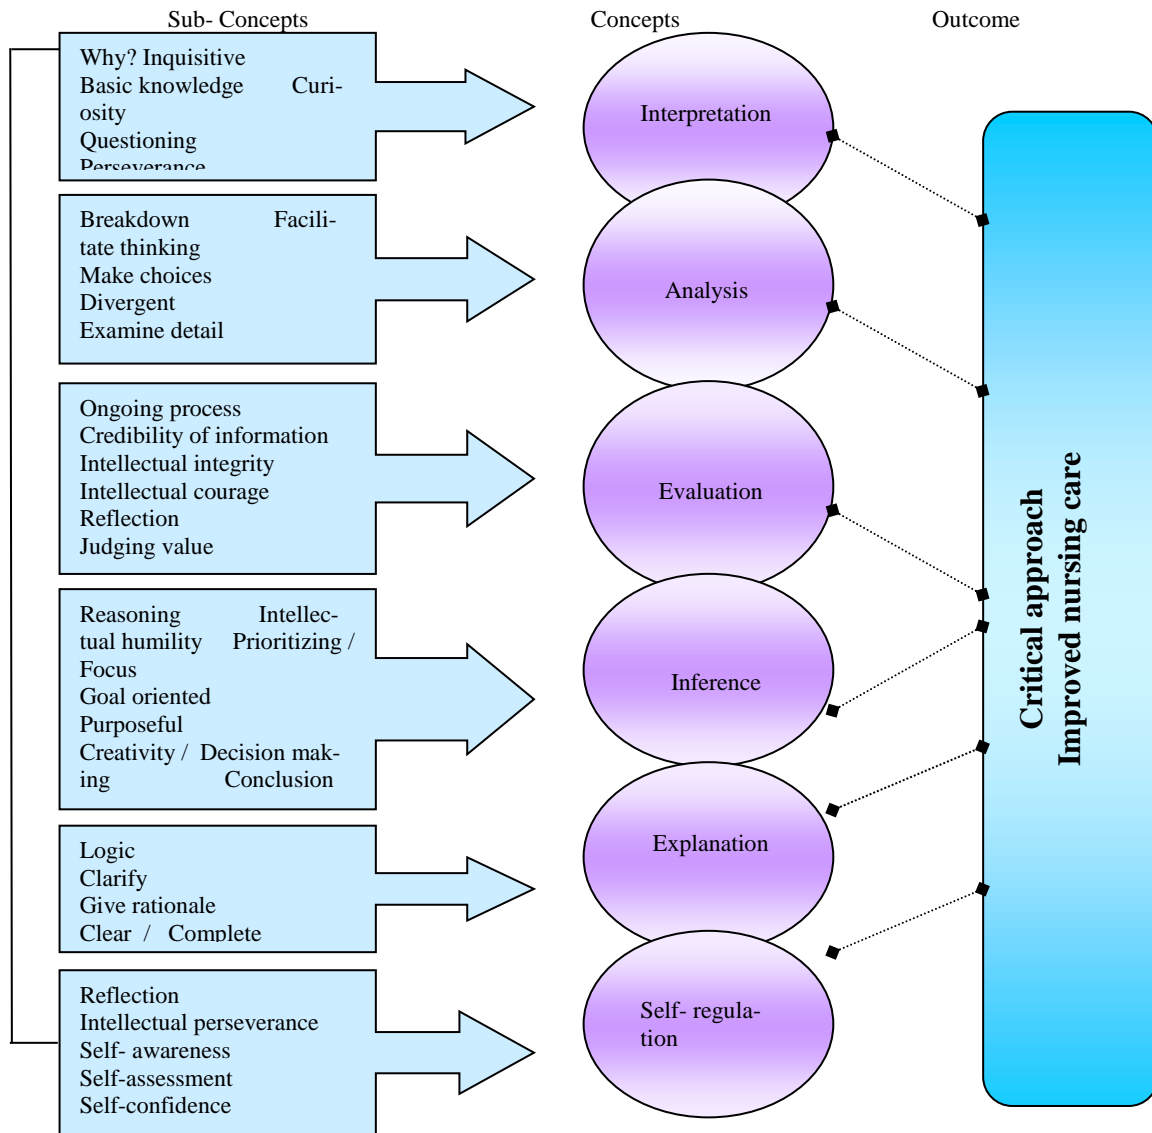 Sub- Concepts
Concepts
Outcome
Why? Inquisitive
Basic knowledge Curi-
osity
Questioning
Perseverance
Interpretation
Breakdown Facili-
tate thinking
Make choices
Divergent
Examine detail
Analysis
Ongoing process
Credibility of information
Intellectual integrity
Intellectual courage
Reflection
Judging value
Evaluation
Reasoning Intellec-
tual humility Prioritizing /
Focus
Goal oriented
Purposeful
Creativity / Decision mak-
ing Conclusion
Inference
Logic
Clarify
Give rationale
Clear / Complete
Explanation
Reflection
Intellectual perseverance
Self- awareness
Self-assessment
Self-confidence
Self- regula-
tion
Critical approach
Improved nursing care